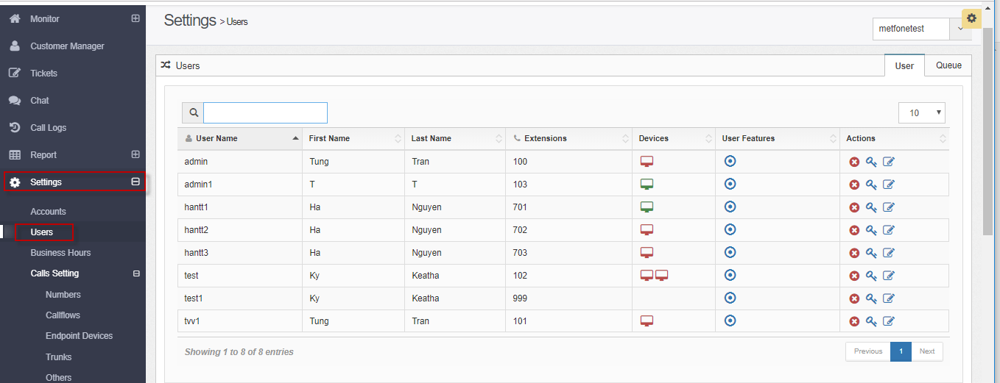 Monitor
Customer Manager
Tickets
Chat
Call Logs
Report
Settings
Accounts
Users
Business Hours
Calls Setting
Numbers
Callflows
Endpoint Devices
Trunks
Others
Settings > Users
metfonetest
Users
User Queue
10
User Name First Name Last Name Extensions Devices User Features Actions
admin Tung Tran 100
admin1 T T 103
hantt1 Ha Nguyen 701
hantt2 Ha Nguyen 702
hantt3 Ha Nguyen 703
test Ky Keatha 102
test1 Ky Keatha 999
tvv1 Tung Tran 101
Showing 1 to 8 of 8 entries
Previous 1 Next